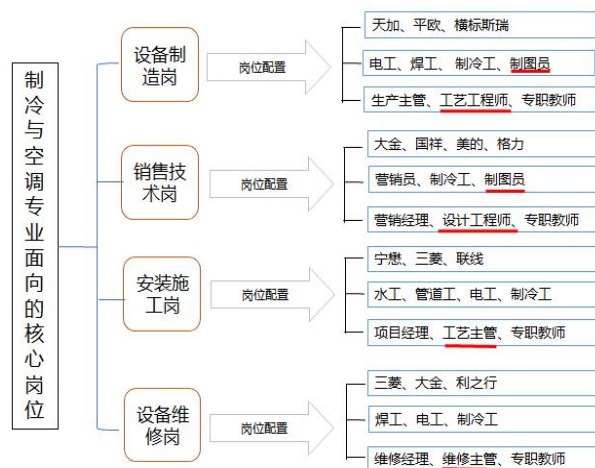 制冷与空调专业面向的核心岗位
设备制
造岗
岗位配置
天加、平欧、横标斯瑞
电工、焊工、制冷工、制图员
生产主管、工艺工程师、专职教师
销售技
术岗
岗位配置
大金、国祥、美的、格力
营销员、制冷工、制图员
营销经理、设计工程师、专职教师
安装施
工岗
岗位配置
宁懋、三菱、联线
水工、管道工、电工、制冷工
项目经理、工艺主管、专职教师
设备维
修岗
岗位配置
三菱、大金、利之行
焊工、电工、制冷工
维修经理、维修主管、专职教师